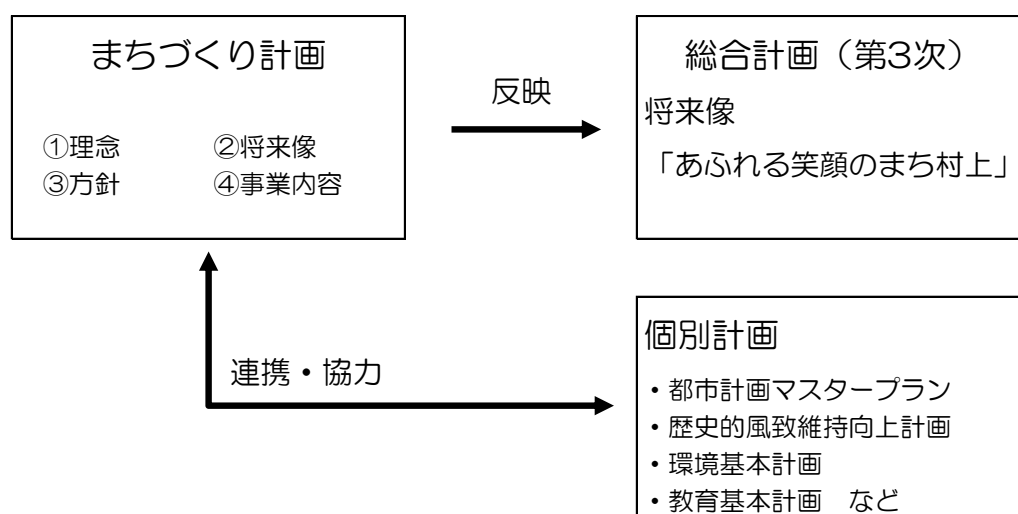 まちづくり計画
①理念　②将来像
③方針　④事業内容
反映
総合計画（第3次）
将来像
「あふれる笑顔のまち村上」
連携・協力
個別計画
・都市計画マスタープラン
・歴史的風致維持向上計画
・環境基本計画
・教育基本計画　など